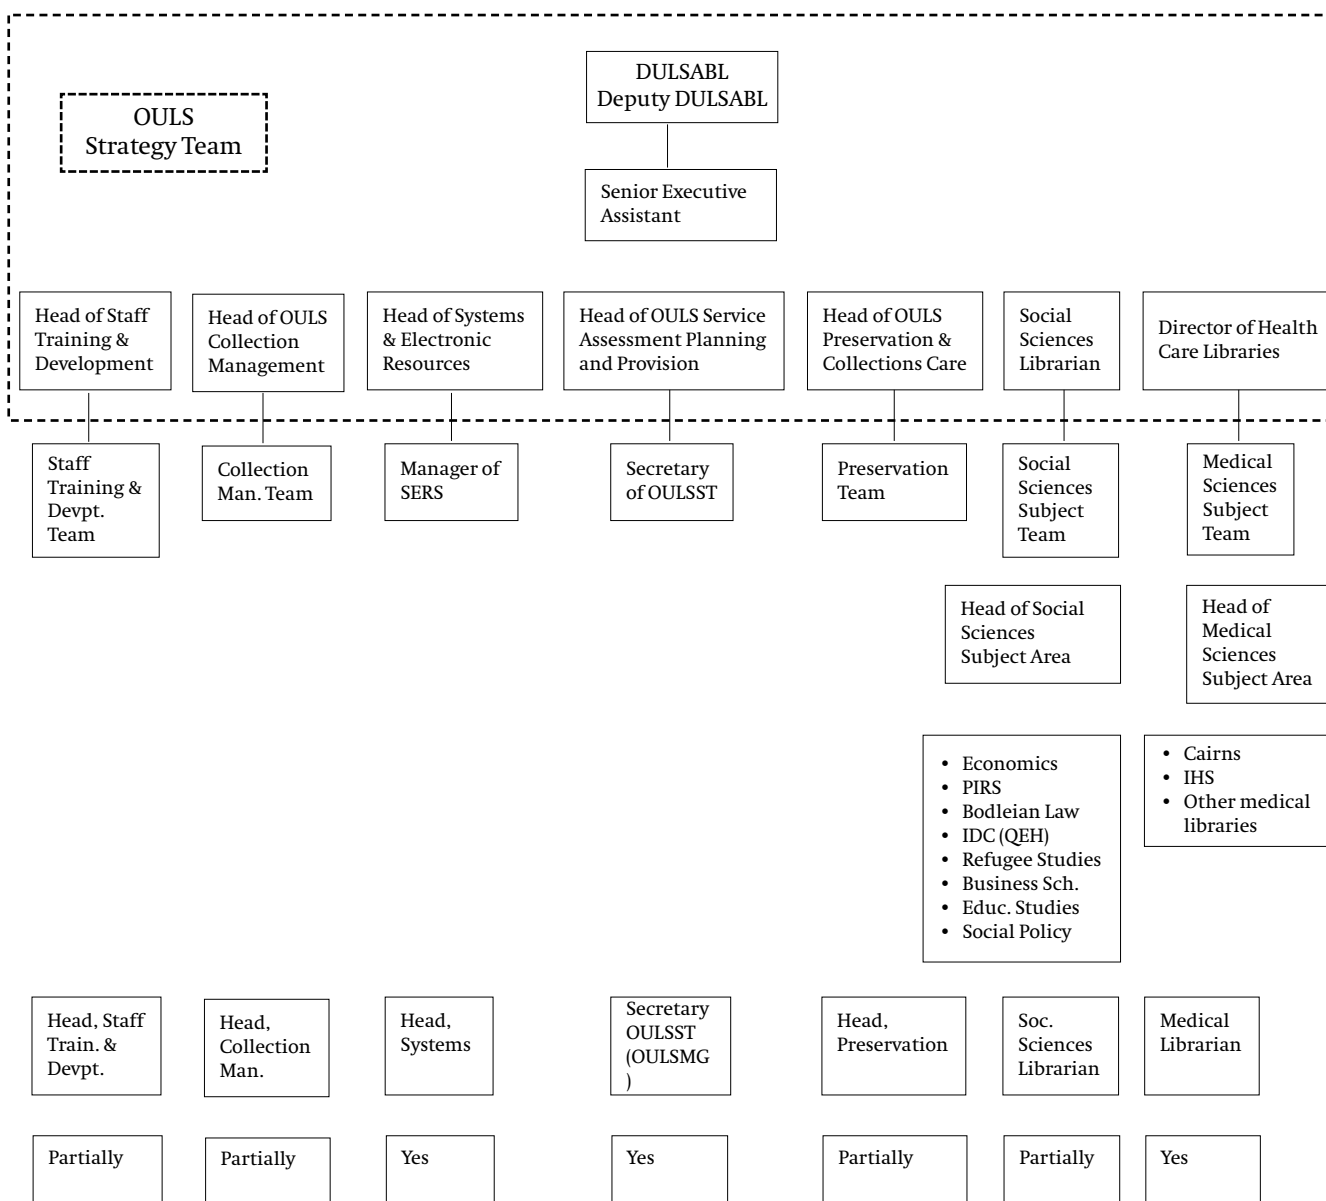 DULSABL
Deputy DULSABL
OULS
Strategy Team
Senior Executive
Assistant
Head of Staff
Training &
Development
Head of OULS
Collection
Management
Head of Systems
& Electronic
Resources
Head of OULS Service
Assessment Planning
and Provision
Head of OULS
Preservation &
Collections Care
Social
Sciences
Librarian
Director of Health
Care Libraries
Staff
Training &
Devpt.
Team
Collection
Man. Team
Manager of
SERS
Secretary
of OULSST
Preservation
Team
Social
Sciences
Subject
Team
Medical
Sciences
Subject
Team
Head of Social
Sciences
Subject Area
Head of
Medical
Sciences
Subject Area
• Economics
• PIRS
• Bodleian Law
• IDC (QEH)
• Refugee Studies
• Business Sch.
• Educ. Studies
• Social Policy
• Cairns
• IHS
• Other medical
libraries
Head, Staff
Train. &
Devpt.
Head,
Collection
Man.
Head,
Systems
Secretary
OULSST
(OULSMG
)
Head,
Preservation
Soc.
Sciences
Librarian
Medical
Librarian
Partially
Partially
Yes
Yes
Partially
Partially
Yes